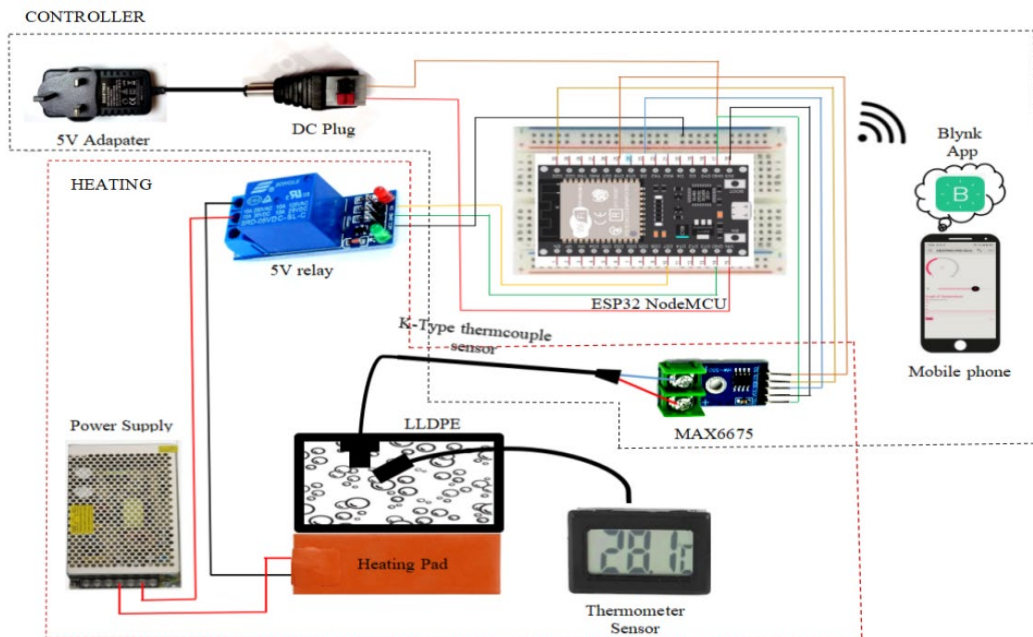 CONTROLLER
5V Adapater
DC Plug
Blynk
App
B
HEATING
5V relay
ESP32 NodeMCU
K-Type thermcouple
sensor
Mobile phone
MAX6675
Power Supply
LLDPE
Heating Pad
28.1c
Thermometer
Sensor